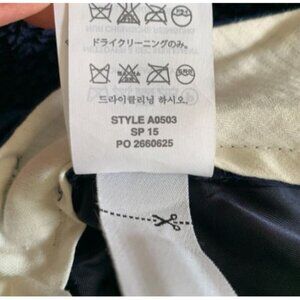 ドライクリーニングのみ。
드라이클리닝 하시오.
STYLE A0503
SP 15
PO 2660625